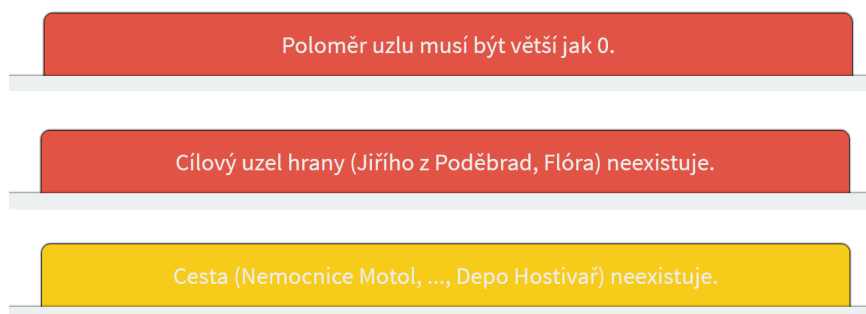 Poloměr uzlu musí být větší jak 0.
Cílový uzel hrany (Jiřího z Poděbrad, Flóra) neexistuje.
Cesta (Nemocnice Motol, ..., Depo Hostivař) neexistuje.